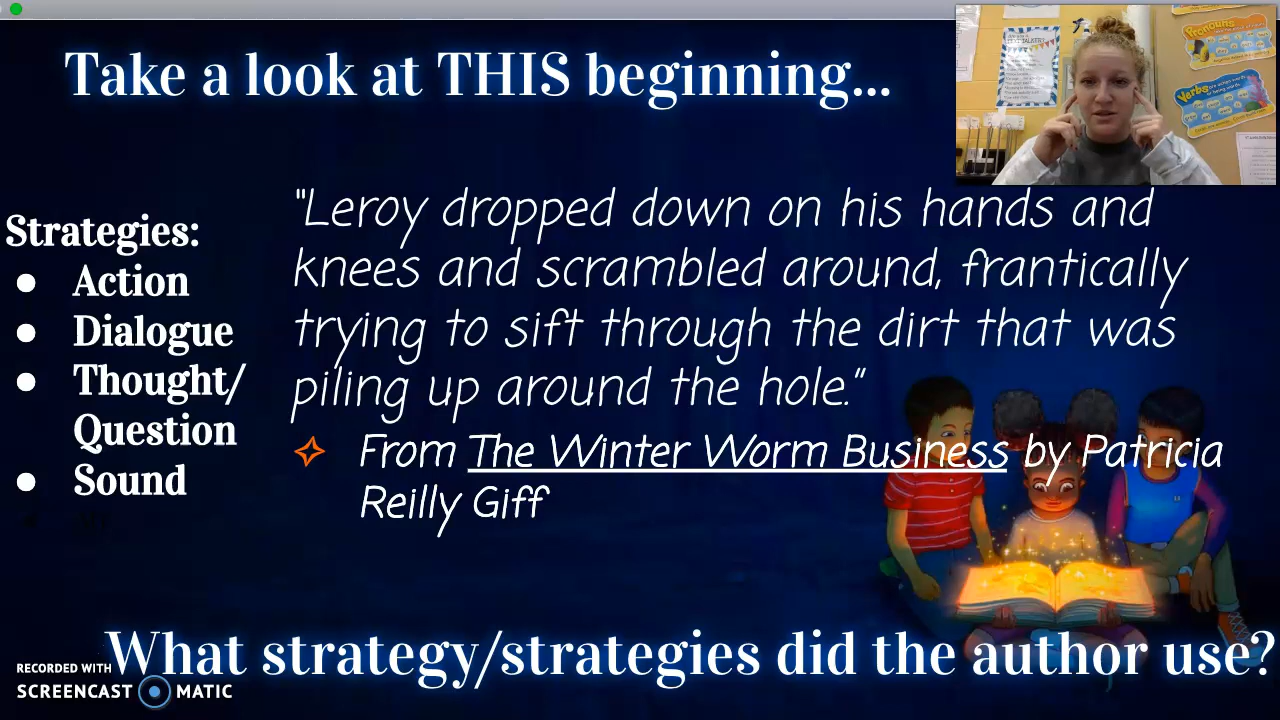 Take a look at THIS beginning...
Pronouns
Verbs
Strategies:
● Action
● Dialogue
● Thought/
Question
● Sound
"Leroy dropped down on his hands and
knees and scrambled around, frantically
trying to sift through the dirt that was
piling up around the hole."
From The Winter Worm Business by Patricia
Reilly Giff
What strategy/strategies did the author use?
RECORDED WITH
SCREENCAST MATIC